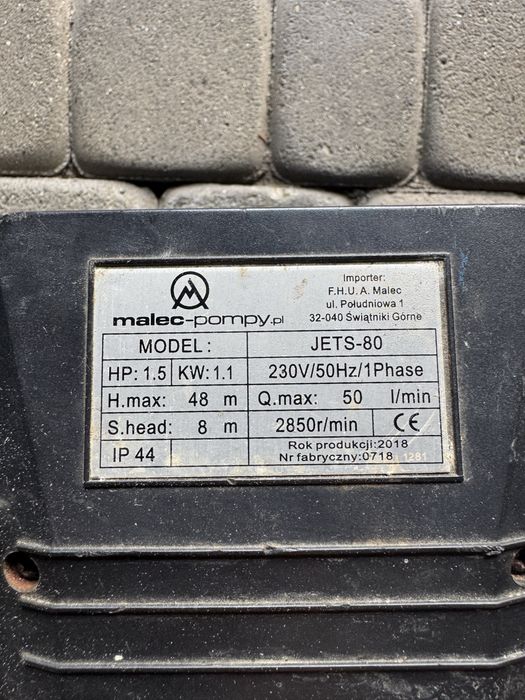 malec-pompy.pl
Importer:
F.H.U. A. Malec
ul. Południowa 1
32-040 Świątniki Górne
MODEL: JETS-80
HP: 1.5 KW: 1.1 230V/50Hz/1Phase
H.max: 48 m Q.max: 50 l/min
S.head: 8 m 2850r/min CE
IP 44 Rok produkcji:2018
Nr fabryczny:0718 1281